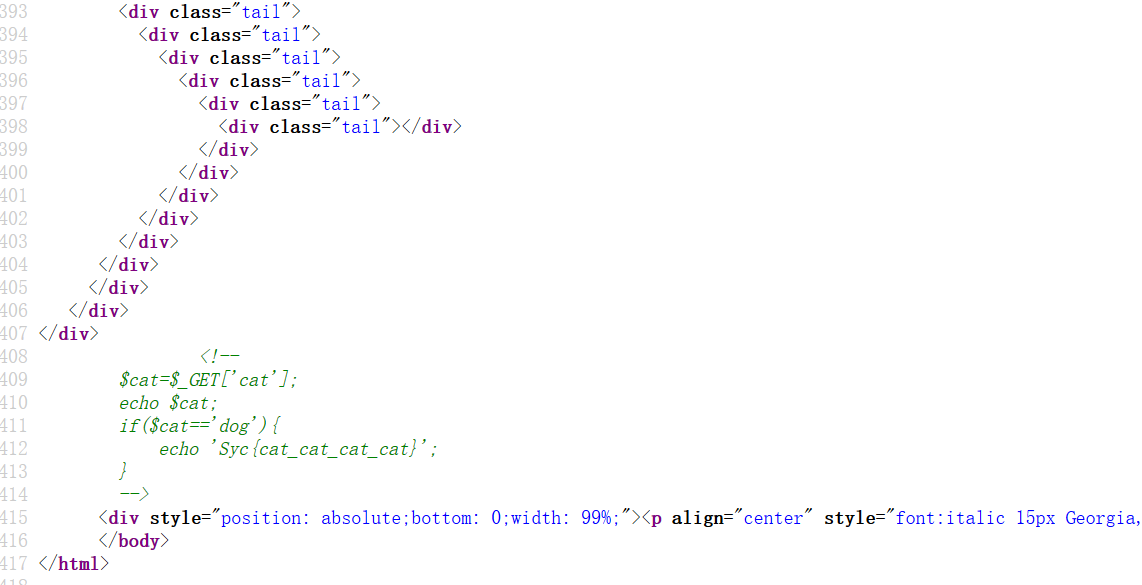 393 <div class="tail">
394 <div class="tail">
395 <div class="tail">
396 <div class="tail">
397 <div class="tail">
398 <div class="tail"></div>
399 </div>
400 </div>
401 </div>
402 </div>
403 </div>
404 </div>
405 </div>
406 </div>
407 </div>
408 <!--
409 $cat=$_GET['cat'];
410 echo $cat;
411 if($cat=='dog'){
412 echo 'Syc{cat_cat_cat_cat}';
413 }
414 -->
415 <div style="position: absolute;bottom: 0;width: 99%;"><p align="center" style="font:italic 15px Georgia,
416 </body>
417 </html>
418